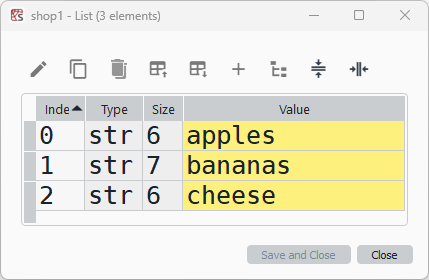 shop1 - List (3 elements)
Inde Type Size Value
0 str 6 apples
1 str 7 bananas
2 str 6 cheese
Save and Close Close